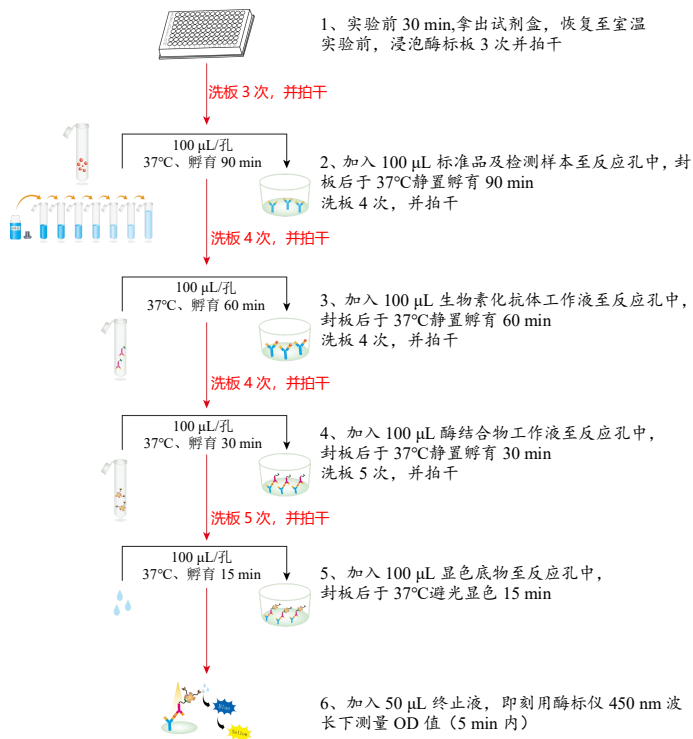 1、实验前 30 min,拿出试剂盒，恢复至室温
实验前，浸泡酶标板 3 次并拍干
洗板 3 次，并拍干
100 μL/孔
37℃、孵育 90 min
2、加入 100 μL 标准品及检测样本至反应孔中，封
板后于 37℃静置孵育 90 min
洗板 4 次，并拍干
洗板 4 次，并拍干
100 μL/孔
37℃、孵育 60 min
3、加入 100 μL 生物素化抗体工作液至反应孔中，
封板后于 37℃静置孵育 60 min
洗板 4 次，并拍干
洗板 4 次，并拍干
100 μL/孔
37℃、孵育 30 min
4、加入 100 μL 酶结合物工作液至反应孔中，
封板后于 37℃静置孵育 30 min
洗板 5 次，并拍干
洗板 5 次，并拍干
100 μL/孔
37℃、孵育 15 min
5、加入 100 μL 显色底物至反应孔中，
封板后于 37℃避光显色 15 min
Yellow
6、加入 50 μL 终止液，即刻用酶标仪 450 nm 波
长下测量 OD 值（5 min 内）